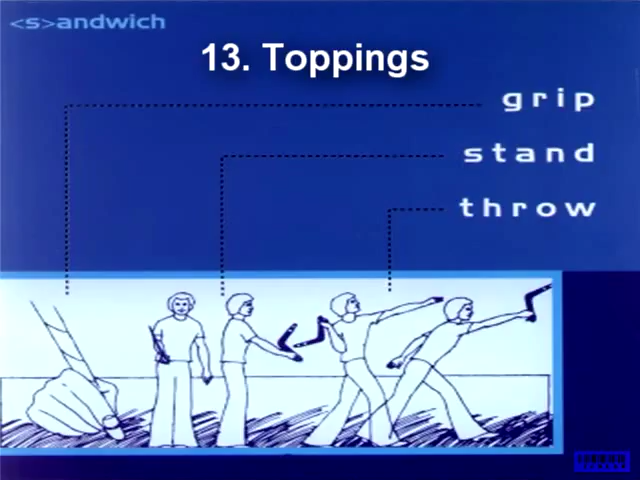 <s>andwich
13. Toppings
grip
stand
throw